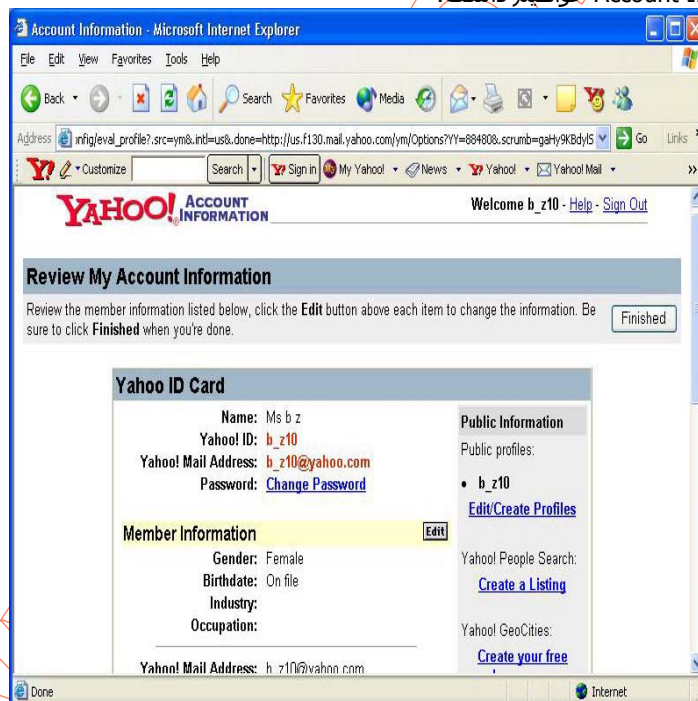 خواهیم داشت. Account I
Account Information - Microsoft Internet Explorer
File Edit View Favorites Tools Help
Back Search Favorites Media
Address nfig/eval_profile?.src=ym&.intl=us&.done=http://us.f130.mail.yahoo.com/ym/Options?YY=88480&.scrumb=gaHy9KBdyl5 Go Links »
Y! Customize Search Sign in My Yahoo! News Yahoo! Yahoo! Mail »
YAHOO! ACCOUNT INFORMATION Welcome b_z10 - Help - Sign Out
Review My Account Information
Review the member information listed below, click the Edit button above each item to change the information. Be
sure to click Finished when you're done.
Finished
Yahoo ID Card
Name: Ms b z
Yahoo! ID: b_z10
Yahoo! Mail Address: b_z10@yahoo.com
Password: Change Password
Member Information Edit
Gender: Female
Birthdate: On file
Industry:
Occupation:
Yahoo! Mail Address: b_z10@yahoo.com
Public Information
Public profiles:
• b_z10
Edit/Create Profiles
Yahoo! People Search:
Create a Listing
Yahoo! GeoCities:
Create your free
Done Internet